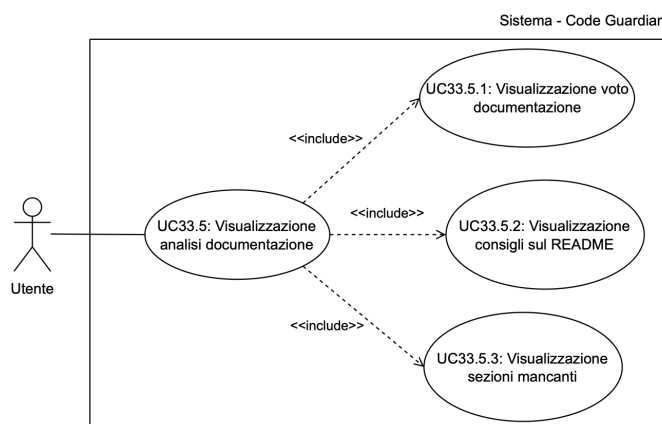 Sistema - Code Guardian
UC33.5.1: Visualizzazione voto
documentazione
<<include>>
UC33.5: Visualizzazione
analisi documentazione
<<include>>
UC33.5.2: Visualizzazione
consigli sul README
Utente
<<include>>
UC33.5.3: Visualizzazione
sezioni mancanti